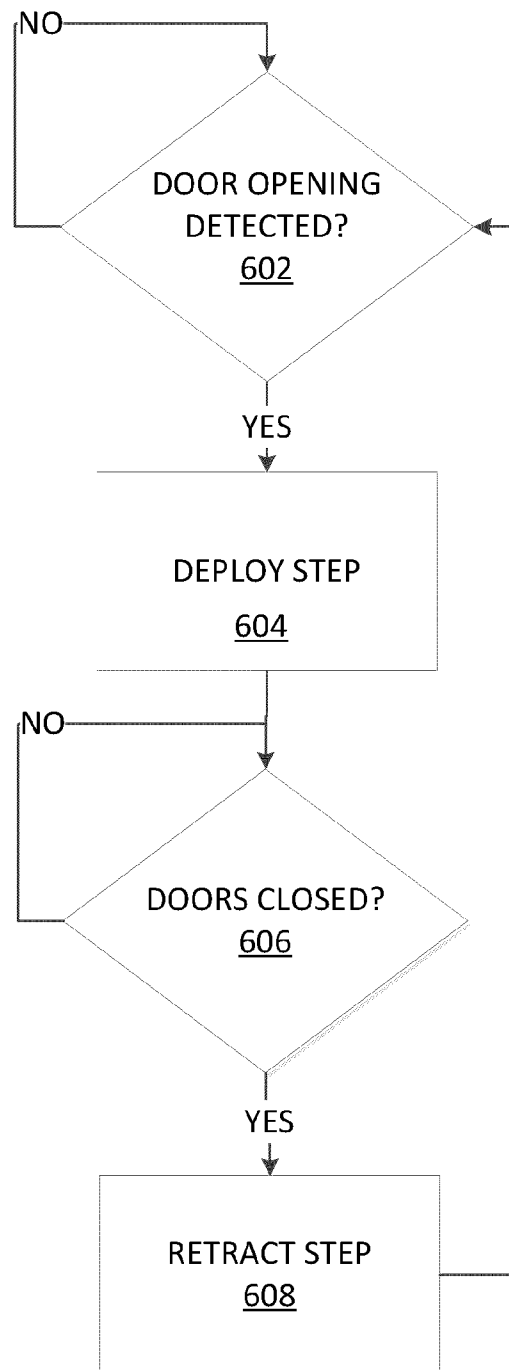 NO
DOOR OPENING
DETECTED?
602
YES
DEPLOY STEP
604
NO
DOORS CLOSED?
606
YES
RETRACT STEP
608